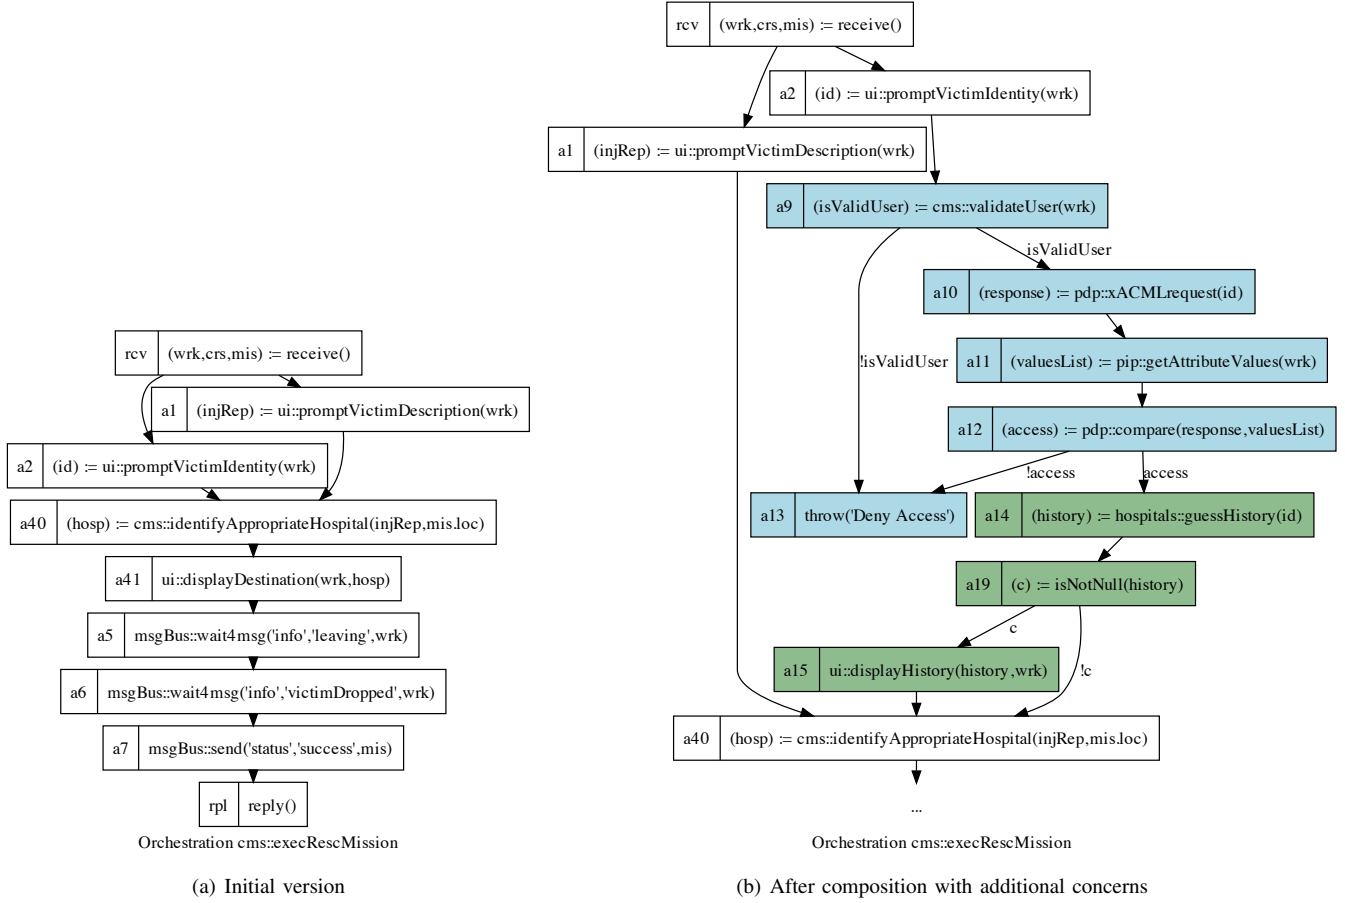 rcv (wrk,crs,mis) := receive()
a1 (injRep) := ui::promptVictimDescription(wrk)
a2 (id) := ui::promptVictimIdentity(wrk)
a40 (hosp) := cms::identifyAppropriateHospital(injRep,mis.loc)
a41 ui::displayDestination(wrk,hosp)
a5 msgBus::wait4msg('info','leaving',wrk)
a6 msgBus::wait4msg('info','victimDropped',wrk)
a7 msgBus::send('status','success',mis)
rpl reply()
Orchestration cms::execRescMission
(a) Initial version
rcv (wrk,crs,mis) := receive()
a2 (id) := ui::promptVictimIdentity(wrk)
a1 (injRep) := ui::promptVictimDescription(wrk)
a9 (isValidUser) := cms::validateUser(wrk)
isValidUser
a10 (response) := pdp::xACMLrequest(id)
!isValidUser
a11 (valuesList) := pip::getAttributeValues(wrk)
a12 (access) := pdp::compare(response,valuesList)
!access
access
a13 throw('Deny Access')
a14 (history) := hospitals::guessHistory(id)
a19 (c) := isNotNull(history)
c
!c
a15 ui::displayHistory(history,wrk)
a40 (hosp) := cms::identifyAppropriateHospital(injRep,mis.loc)
...
Orchestration cms::execRescMission
(b) After composition with additional concerns